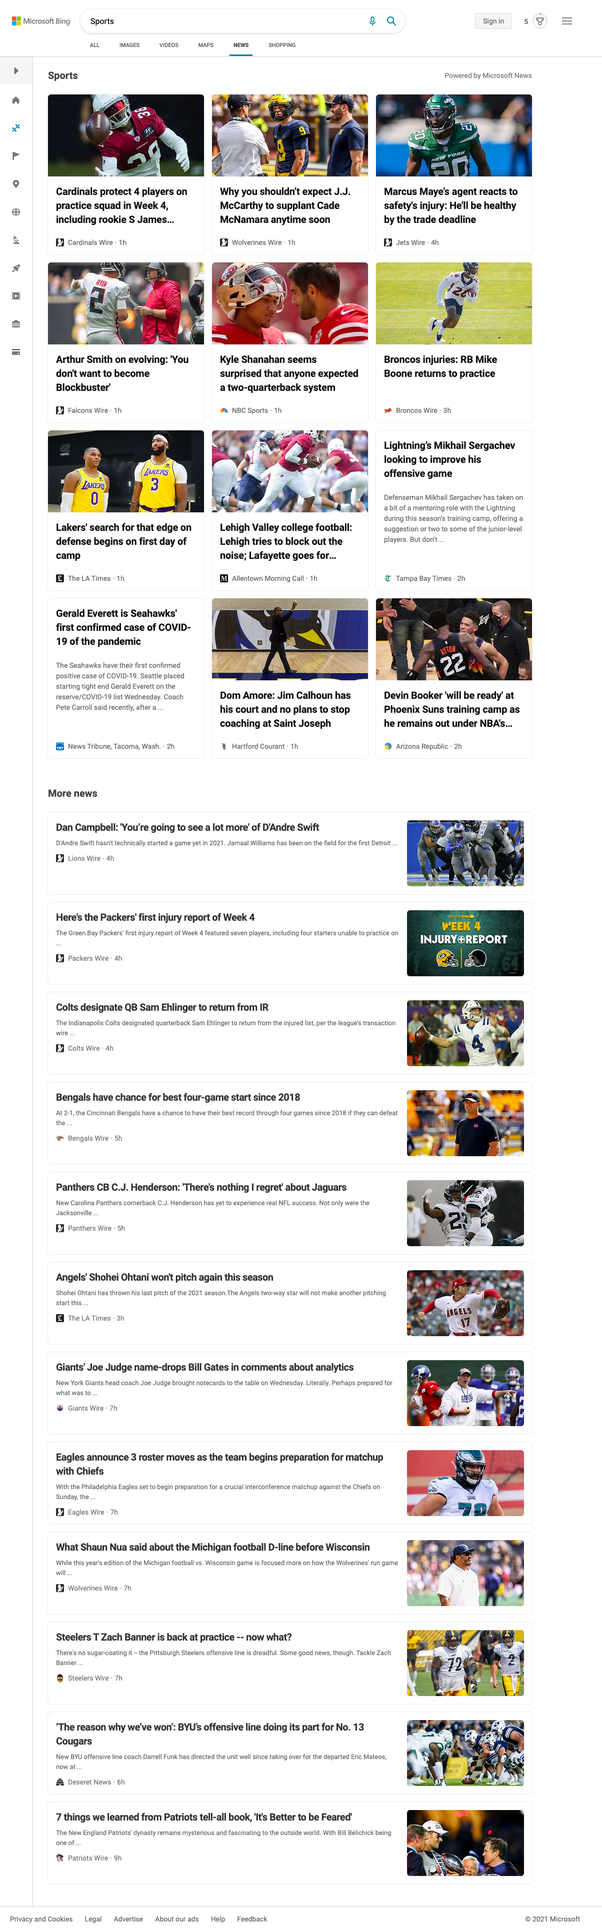 Microsoft Bing
Sports
Sign in
5
ALL IMAGES VIDEOS MAPS NEWS SHOPPING
Sports
Powered by Microsoft News
Cardinals protect 4 players on
practice squad in Week 4,
including rookie S James...
Cardinals Wire · 1h
Why you shouldn't expect J.J.
McCarthy to supplant Cade
McNamara anytime soon
Wolverines Wire · 1h
NEW YORK
20
Marcus Maye's agent reacts to
safety's injury: He'll be healthy
by the trade deadline
Jets Wire · 4h
RYAN
2
Arthur Smith on evolving: 'You
don't want to become
Blockbuster'
Falcons Wire · 1h
Kyle Shanahan seems
surprised that anyone expected
a two-quarterback system
NBC Sports · 1h
26
Broncos injuries: RB Mike
Boone returns to practice
Broncos Wire · 3h
LAKERS
0
LAKERS
3
Lakers' search for that edge on
defense begins on first day of
camp
The LA Times · 1h
Lehigh Valley college football:
Lehigh tries to block out the
noise; Lafayette goes for...
Allentown Morning Call · 1h
Lightning's Mikhail Sergachev
looking to improve his
offensive game
Defenseman Mikhail Sergachev has taken on
a bit of a mentoring role with the Lightning
during this season's training camp, offering a
suggestion or two to some of the junior-level
players. But don't ...
Tampa Bay Times · 2h
Gerald Everett is Seahawks'
first confirmed case of COVID-
19 of the pandemic
The Seahawks have their first confirmed
positive case of COVID-19. Seattle placed
starting tight end Gerald Everett on the
reserve/COVID-19 list Wednesday. Coach
Pete Carroll said recently, after a ...
News Tribune, Tacoma, Wash. · 2h
Dom Amore: Jim Calhoun has
his court and no plans to stop
coaching at Saint Joseph
Hartford Courant · 1h
AYTON
22
Devin Booker 'will be ready' at
Phoenix Suns training camp as
he remains out under NBA's...
Arizona Republic · 2h
More news
Dan Campbell: 'You're going to see a lot more' of D'Andre Swift
D'Andre Swift hasn't technically started a game yet in 2021. Jamaal Williams has been on the field for the first Detroit ...
Lions Wire · 4h
Here's the Packers' first injury report of Week 4
The Green Bay Packers' first injury report of Week 4 featured seven players, including four starters unable to practice on
...
Packers Wire · 4h
WEEK 4
INJURY+REPORT
Colts designate QB Sam Ehlinger to return from IR
The Indianapolis Colts designated quarterback Sam Ehlinger to return from the injured list, per the league's transaction
wire ...
Colts Wire · 4h
4
Bengals have chance for best four-game start since 2018
At 2-1, the Cincinnati Bengals have a chance to have their best record through four games since 2018 if they can defeat
the ...
Bengals Wire · 5h
Panthers CB C.J. Henderson: 'There's nothing I regret' about Jaguars
New Carolina Panthers cornerback C.J. Henderson has yet to experience real NFL success. Not only were the
Jacksonville ...
Panthers Wire · 5h
Angels' Shohei Ohtani won't pitch again this season
Shohei Ohtani has thrown his last pitch of the 2021 season.The Angels two-way star will not make another pitching
start this ...
The LA Times · 3h
ANGELS
17
Giants' Joe Judge name-drops Bill Gates in comments about analytics
New York Giants head coach Joe Judge brought notecards to the table on Wednesday. Literally. Perhaps prepared for
what was to ...
Giants Wire · 7h
Eagles announce 3 roster moves as the team begins preparation for matchup
with Chiefs
With the Philadelphia Eagles set to begin preparation for a crucial interconference matchup against the Chiefs on
Sunday, the ...
Eagles Wire · 7h
What Shaun Nua said about the Michigan football D-line before Wisconsin
While this year's edition of the Michigan football vs. Wisconsin game is focused more on how the Wolverines' run game
will ...
Wolverines Wire · 7h
Steelers T Zach Banner is back at practice -- now what?
There's no sugar-coating it -- the Pittsburgh Steelers offensive line is dreadful. Some good news, though. Tackle Zach
Banner ...
Steelers Wire · 7h
72
2
'The reason why we've won': BYU's offensive line doing its part for No. 13
Cougars
New BYU offensive line coach Darrell Funk has directed the unit well since taking over for the departed Eric Mateos,
now at ...
Deseret News · 6h
7 things we learned from Patriots tell-all book, 'It's Better to be Feared'
The New England Patriots' dynasty remains mysterious and fascinating to the outside world. With Bill Belichick being
one of ...
Patriots Wire · 9h
Privacy and Cookies Legal Advertise About our ads Help Feedback
© 2021 Microsoft